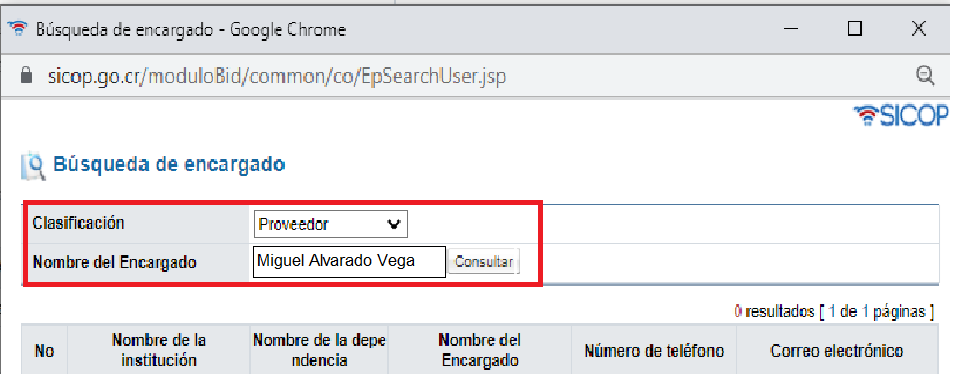 Búsqueda de encargado - Google Chrome
sicop.go.cr/moduloBid/common/co/EpSearchUser.jsp
SICOP
Búsqueda de encargado
Clasificación Proveedor
Nombre del Encargado Miguel Alvarado Vega Consultar
0 resultados [ 1 de 1 páginas ]
No Nombre de la institución Nombre de la depe ndencia Nombre del Encargado Número de teléfono Correo electrónico